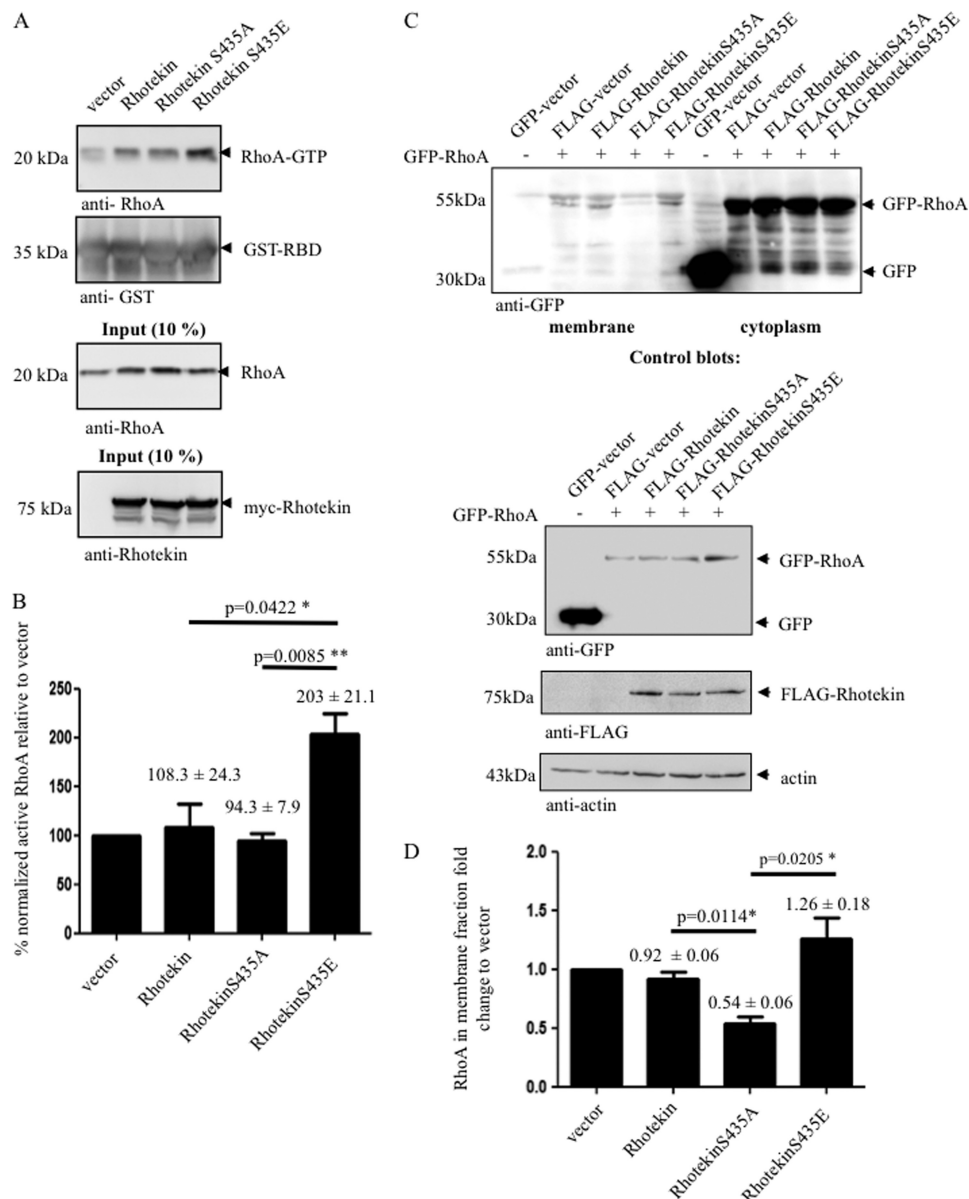 A
vector
Rhotekin
Rhotekin S435A
Rhotekin S435E
20 kDa
RhoA-GTP
anti- RhoA
35 kDa
GST-RBD
anti- GST
Input (10 %)
20 kDa
RhoA
anti-RhoA
Input (10 %)
75 kDa
myc-Rhotekin
anti-Rhotekin
B
p=0.0422 *
p=0.0085 **
% normalized active RhoA relative to vector
250
200
150
100
50
0
108.3 ± 24.3
94.3 ± 7.9
203 ± 21.1
vector
Rhotekin
RhotekinS435A
RhotekinS435E
C
GFP-vector
FLAG-vector
FLAG-Rhotekin
FLAG-RhotekinS435A
FLAG-RhotekinS435E
GFP-vector
FLAG-vector
FLAG-Rhotekin
FLAG-RhotekinS435A
FLAG-RhotekinS435E
GFP-RhoA - + + + + - + + + +
55kDa
GFP-RhoA
30kDa
GFP
anti-GFP
membrane
cytoplasm
Control blots:
GFP-vector
FLAG-vector
FLAG-Rhotekin
FLAG-RhotekinS435A
FLAG-RhotekinS435E
GFP-RhoA - + + + +
55kDa
GFP-RhoA
30kDa
GFP
anti-GFP
75kDa
FLAG-Rhotekin
anti-FLAG
43kDa
actin
anti-actin
D
RhoA in membrane fraction fold
change to vector
2.0
1.5
1.0
0.5
0.0
p=0.0205 *
p=0.0114*
0.92 ± 0.06
0.54 ± 0.06
1.26 ± 0.18
vector
Rhotekin
RhotekinS435A
RhotekinS435E